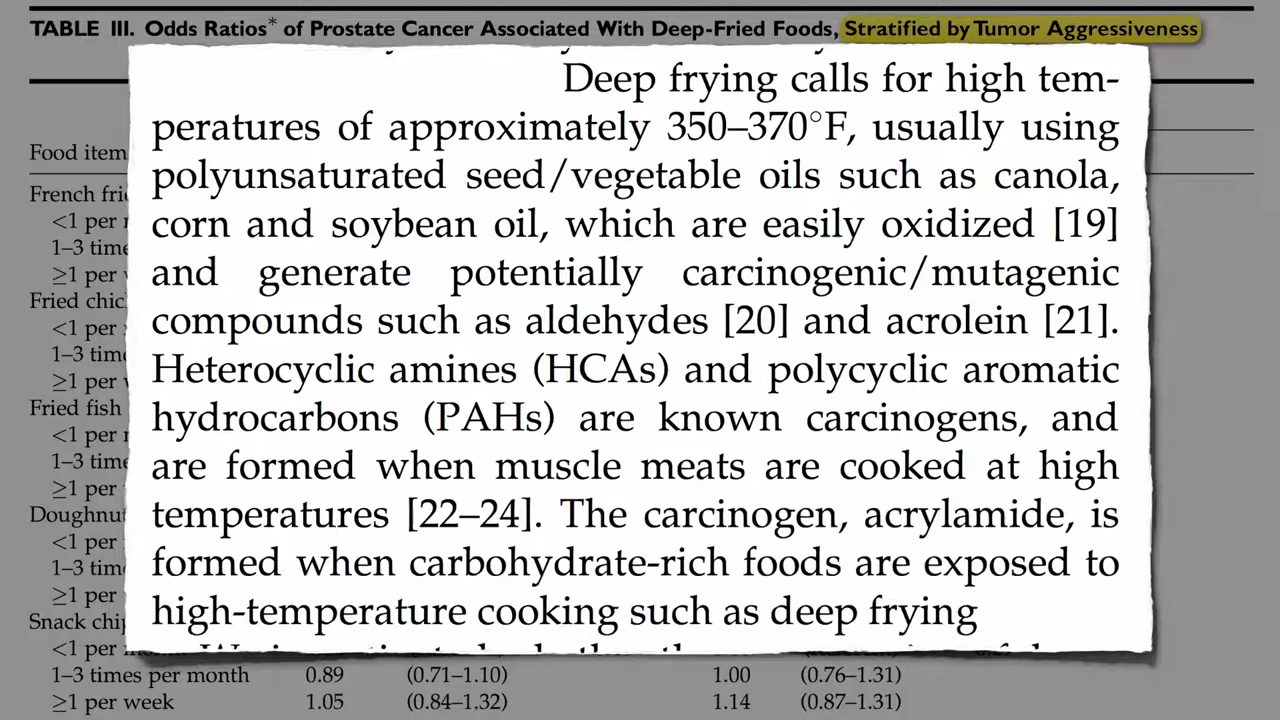 TABLE III. Odds Ratios* of Prostate Cancer Associated With Deep-Fried Foods, Stratified by Tumor Aggressiveness
Deep frying calls for high tem-
peratures of approximately 350–370°F, usually using
polyunsaturated seed/vegetable oils such as canola,
corn and soybean oil, which are easily oxidized [19]
and generate potentially carcinogenic/mutagenic
compounds such as aldehydes [20] and acrolein [21].
Heterocyclic amines (HCAs) and polycyclic aromatic
hydrocarbons (PAHs) are known carcinogens, and
are formed when muscle meats are cooked at high
temperatures [22–24]. The carcinogen, acrylamide, is
formed when carbohydrate-rich foods are exposed to
high-temperature cooking such as deep frying
Food item
French
<1 per
1–3
≥1 per
Fried
<1 per
1–3
≥1 per
Fried fish
<1 per
1–3
≥1 per
<1 per
1–3
≥1 per
Snack
<1 per
1–3 times per month 0.89 (0.71–1.10) 1.00 (0.76–1.31)
≥1 per week 1.05 (0.84–1.32) 1.14 (0.87–1.31)